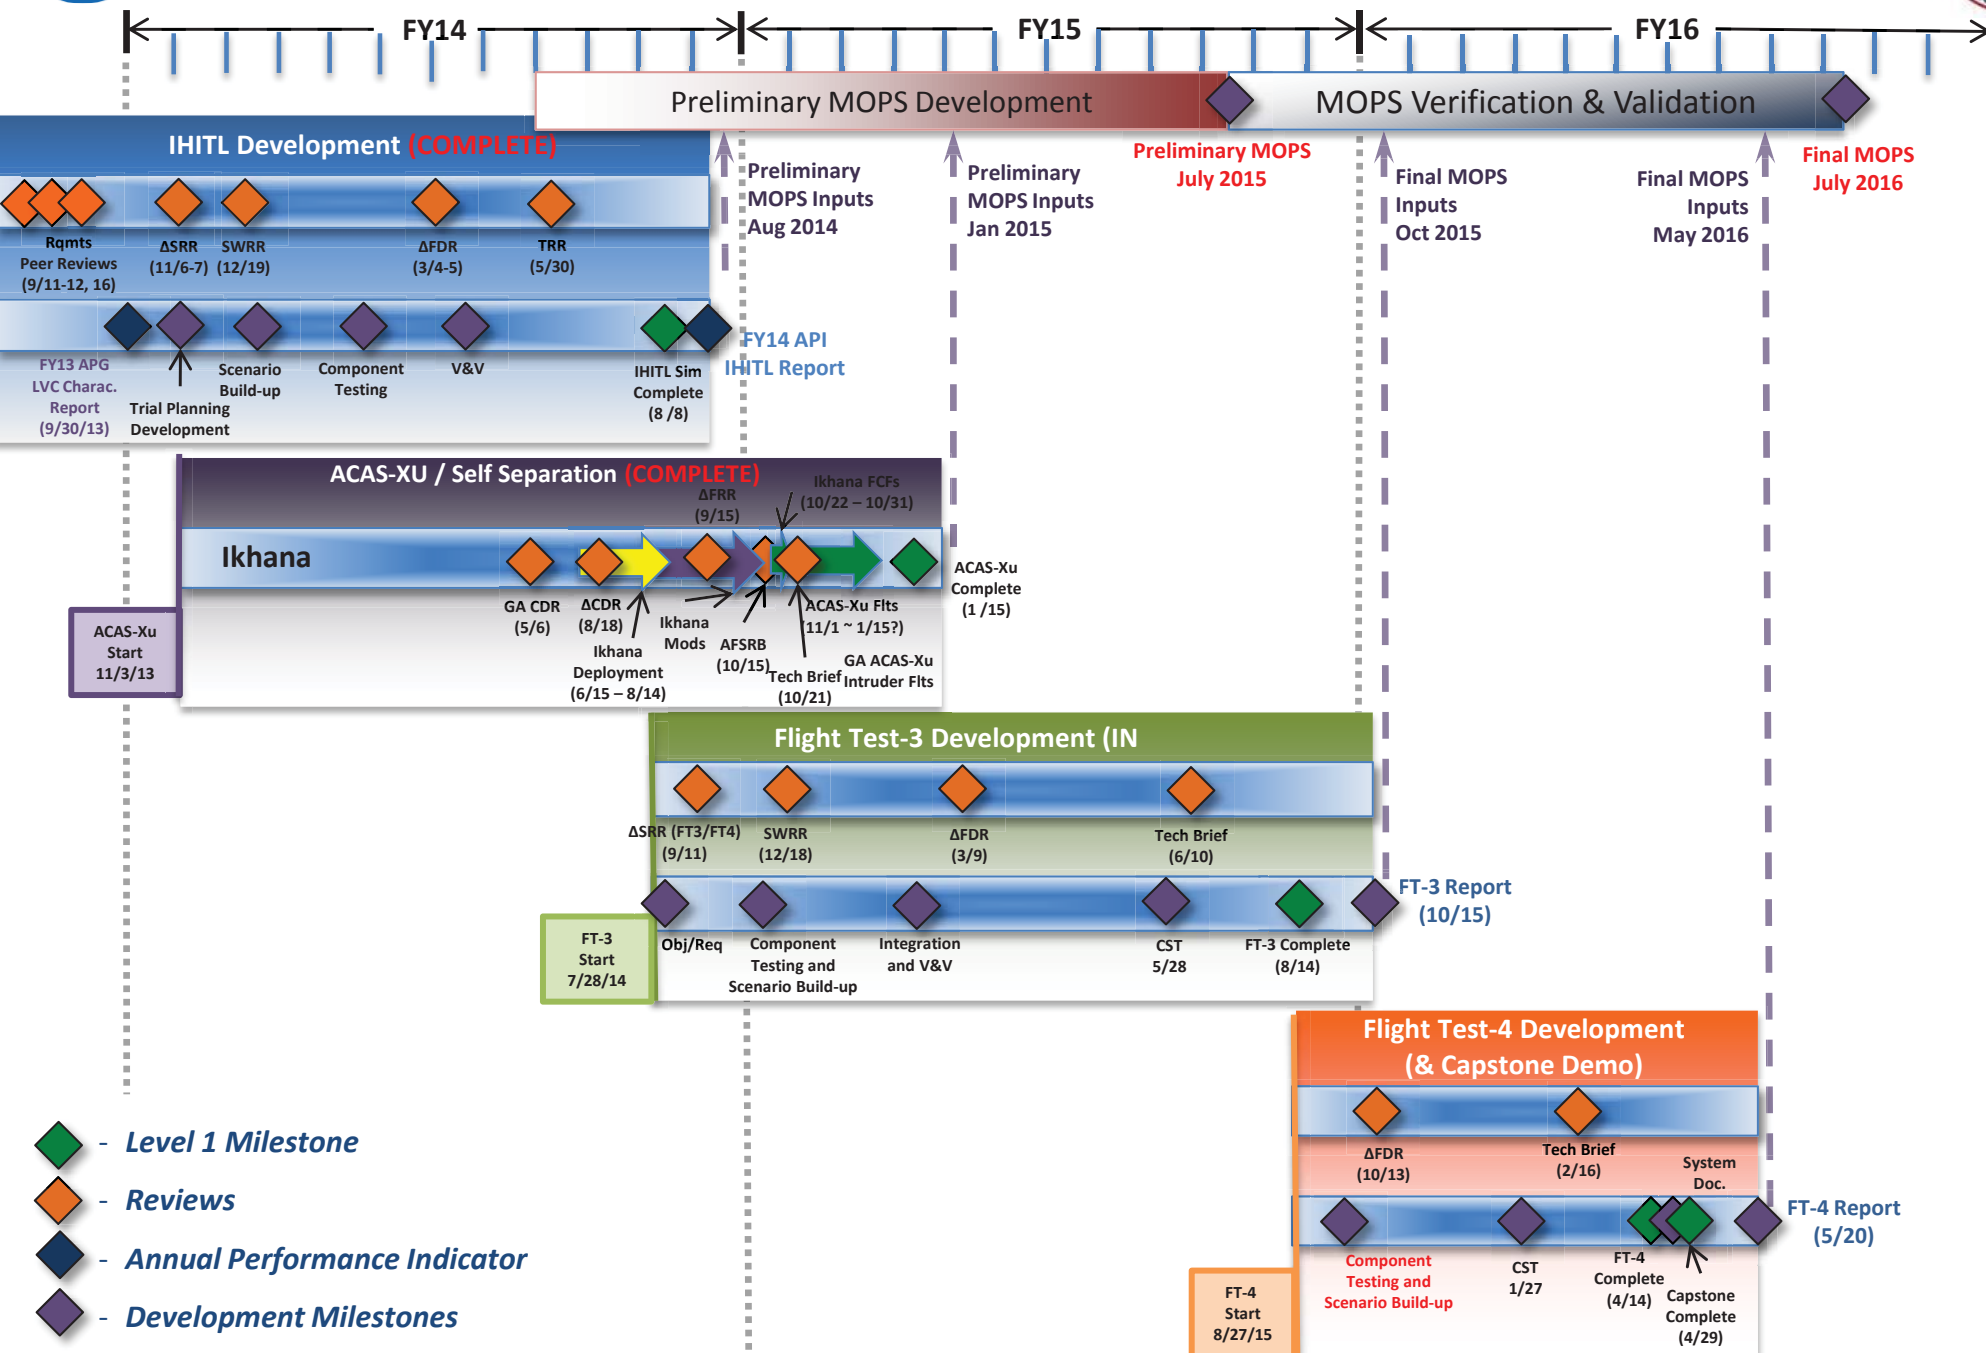 FY14
FY15
FY16
Preliminary MOPS Development
MOPS Verification & Validation
IHITL Development (COMPLETE)
Preliminary
MOPS Inputs
Aug 2014
Preliminary
MOPS Inputs
Jan 2015
Preliminary MOPS
July 2015
Final MOPS
Inputs
Oct 2015
Final MOPS
Inputs
May 2016
Final MOPS
July 2016
Rqmts
Peer Reviews
(9/11-12, 16)
ΔSRR
(11/6-7)
SWRR
(12/19)
ΔFDR
(3/4-5)
TRR
(5/30)
FY13 APG
LVC Charac.
Report
(9/30/13)
Trial Planning
Development
Scenario
Build-up
Component
Testing
V&V
IHITL Sim
Complete
(8 /8)
FY14 API
IHITL Report
ACAS-XU / Self Separation (COMPLETE)
ΔFRR
(9/15)
Ikhana FCFs
(10/22 – 10/31)
Ikhana
GA CDR
(5/6)
ΔCDR
(8/18)
Ikhana
Deployment
(6/15 – 8/14)
Ikhana
Mods
AFSRB
(10/15)
Tech Brief
(10/21)
ACAS-Xu Flts
(11/1 ~ 1/15?)
GA ACAS-Xu
Intruder Flts
ACAS-Xu
Complete
(1 /15)
ACAS-Xu
Start
11/3/13
Flight Test-3 Development (IN
ΔSRR (FT3/FT4)
(9/11)
SWRR
(12/18)
ΔFDR
(3/9)
Tech Brief
(6/10)
FT-3
Start
7/28/14
Obj/Req
Component
Testing and
Scenario Build-up
Integration
and V&V
CST
5/28
FT-3 Complete
(8/14)
FT-3 Report
(10/15)
Flight Test-4 Development
(& Capstone Demo)
ΔFDR
(10/13)
Tech Brief
(2/16)
System
Doc.
FT-4
Start
8/27/15
Component
Testing and
Scenario Build-up
CST
1/27
FT-4
Complete
(4/14)
Capstone
Complete
(4/29)
FT-4 Report
(5/20)
- Level 1 Milestone
- Reviews
- Annual Performance Indicator
- Development Milestones